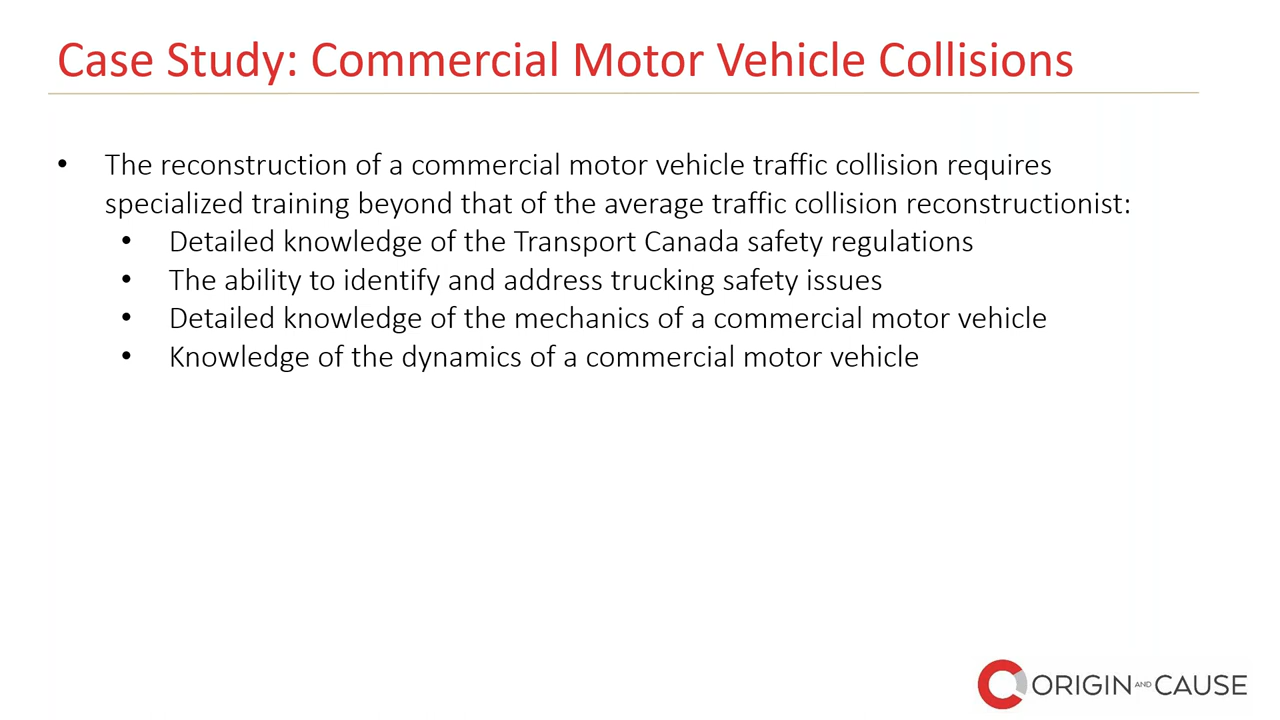 Case Study: Commercial Motor Vehicle Collisions
• The reconstruction of a commercial motor vehicle traffic collision requires
specialized training beyond that of the average traffic collision reconstructionist:
• Detailed knowledge of the Transport Canada safety regulations
• The ability to identify and address trucking safety issues
• Detailed knowledge of the mechanics of a commercial motor vehicle
• Knowledge of the dynamics of a commercial motor vehicle
ORIGIN AND CAUSE